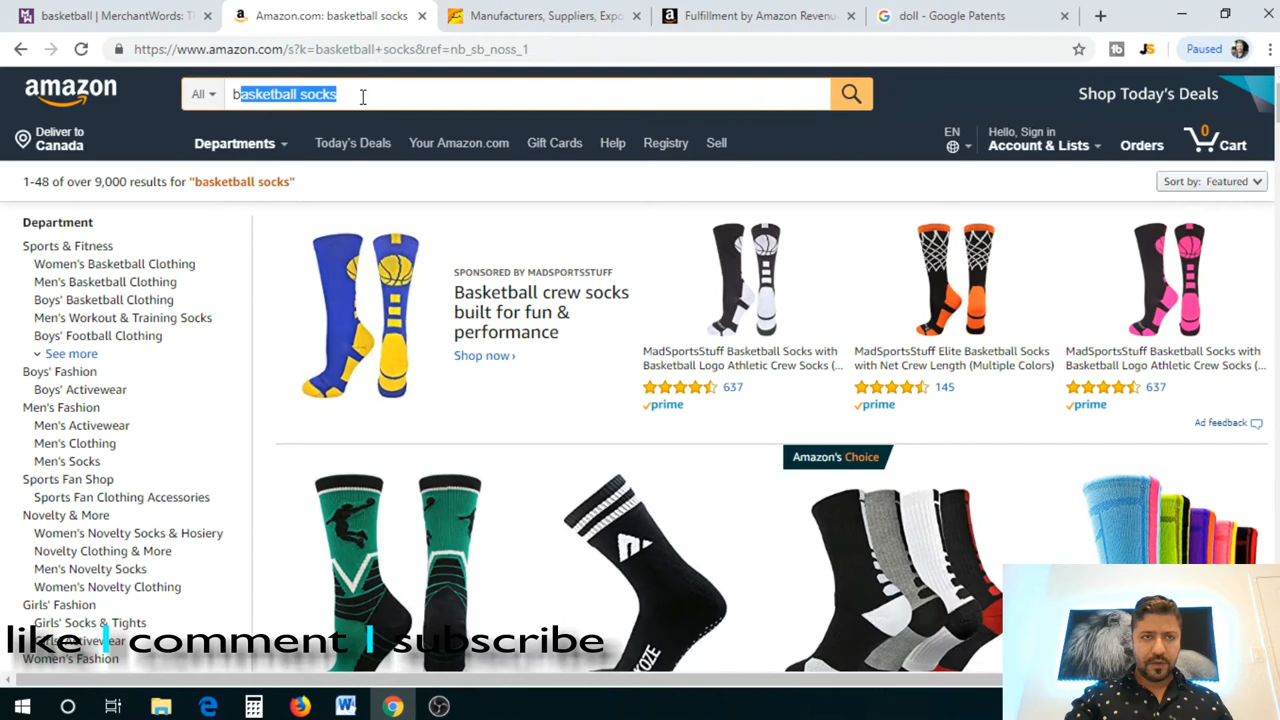 basketball | MerchantWords: Th
Amazon.com: basketball socks
Manufacturers, Suppliers, Expo
Fulfillment by Amazon Revenu
doll - Google Patents
https://www.amazon.com/s?k=basketball+socks&ref=nb_sb_noss_1
Paused
amazon
All
basketball socks
Shop Today's Deals
Deliver to
Canada
Departments
Today's Deals
Your Amazon.com
Gift Cards
Help
Registry
Sell
EN
Hello, Sign in
Account & Lists
Orders
0
Cart
1-48 of over 9,000 results for "basketball socks"
Sort by: Featured
Department
Sports & Fitness
Women's Basketball Clothing
Men's Basketball Clothing
Boys' Basketball Clothing
Men's Workout & Training Socks
Boys' Football Clothing
See more
Boys' Fashion
Boys' Activewear
Men's Fashion
Men's Activewear
Men's Clothing
Men's Socks
Sports Fan Shop
Sports Fan Clothing Accessories
Novelty & More
Women's Novelty Socks & Hosiery
Novelty Clothing & More
Men's Novelty Socks
Women's Novelty Clothing
Girls' Fashion
Girls' Socks & Tights
Girls' Activewear
Women's Fashion
SPONSORED BY MADSPORTSSTUFF
Basketball crew socks
built for fun &
performance
Shop now ›
MadSportsStuff Basketball Socks with
Basketball Logo Athletic Crew Socks (...
637
prime
MadSportsStuff Elite Basketball Socks
with Net Crew Length (Multiple Colors)
145
prime
MadSportsStuff Basketball Socks with
Basketball Logo Athletic Crew Socks (...
637
prime
Ad feedback
Amazon's Choice
like I comment I subscribe